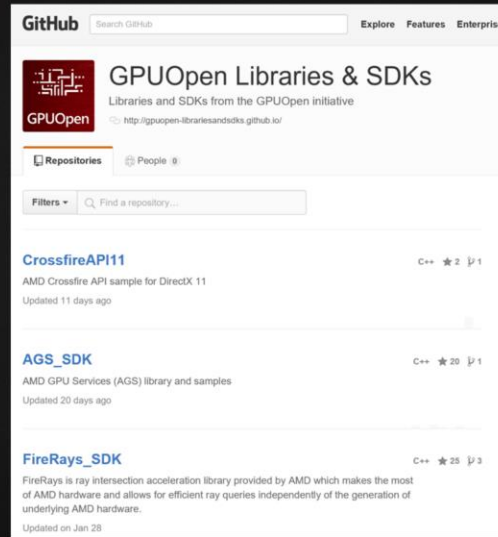 GitHub Search GitHub Explore Features Enterpris
GPUOpen
GPUOpen Libraries & SDKs
Libraries and SDKs from the GPUOpen initiative
http://gpuopen-librariesandsdks.github.io/
Repositories People 0
Filters Find a repository...
CrossfireAPI11 C++ 2 1
AMD Crossfire API sample for DirectX 11
Updated 11 days ago
AGS_SDK C++ 20 1
AMD GPU Services (AGS) library and samples
Updated 20 days ago
FireRays_SDK C++ 25 3
FireRays is ray intersection acceleration library provided by AMD which makes the most
of AMD hardware and allows for efficient ray queries independently of the generation of
underlying AMD hardware.
Updated on Jan 28